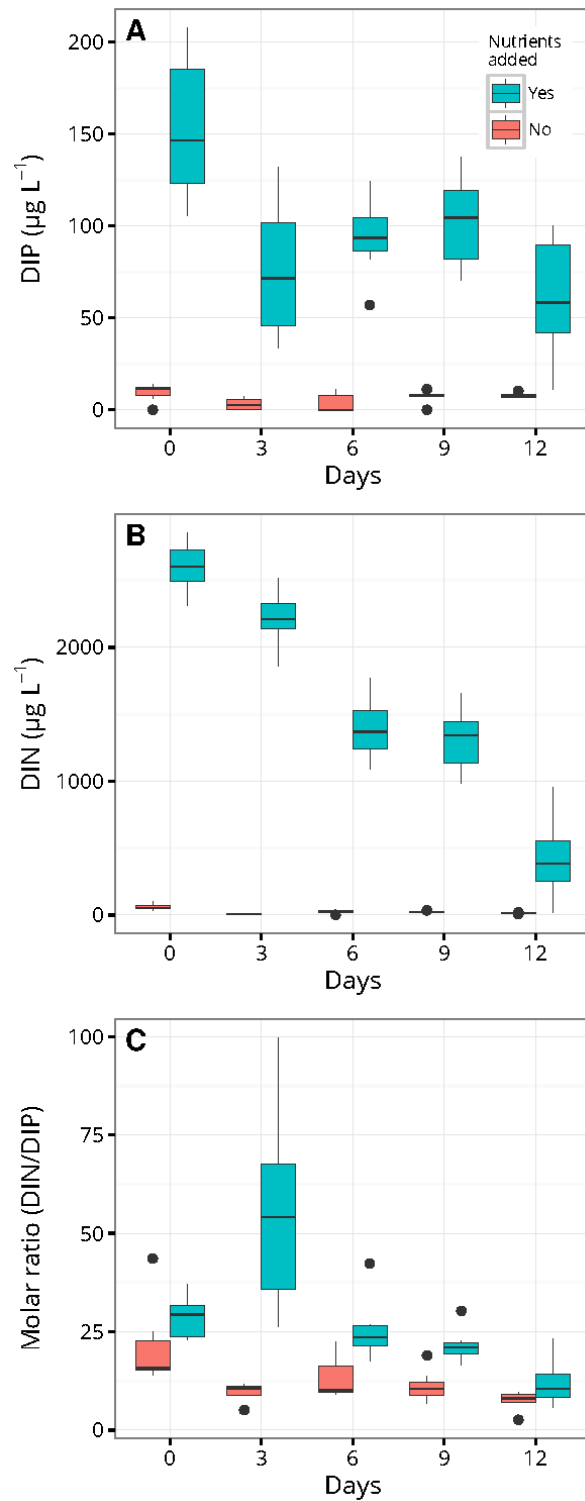 A
Nutrients
added
Yes
No
200
150
100
50
0
DIP (µg L⁻¹)
0 3 6 9 12
Days
B
2000
1000
0
DIN (µg L⁻¹)
0 3 6 9 12
Days
C
100
75
50
25
0
Molar ratio (DIN/DIP)
0 3 6 9 12
Days